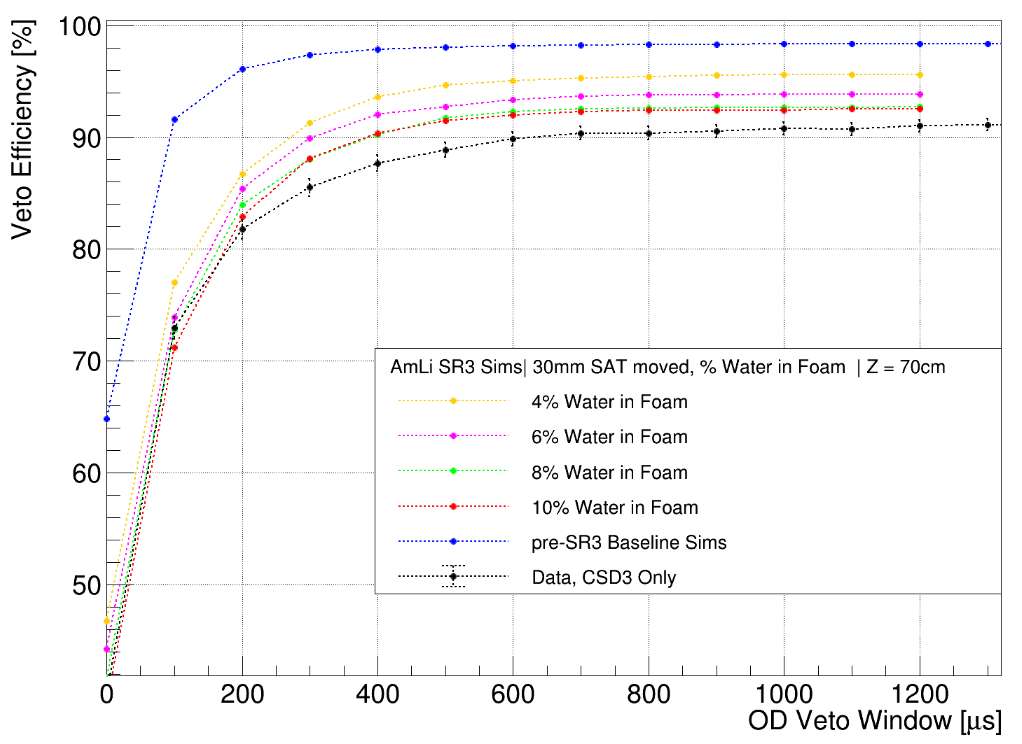 Veto Efficiency [%]
100
90
80
70
60
50
AmLi SR3 Sims| 30mm SAT moved, % Water in Foam | Z = 70cm
4% Water in Foam
6% Water in Foam
8% Water in Foam
10% Water in Foam
pre-SR3 Baseline Sims
Data, CSD3 Only
0 200 400 600 800 1000 1200
OD Veto Window [μs]